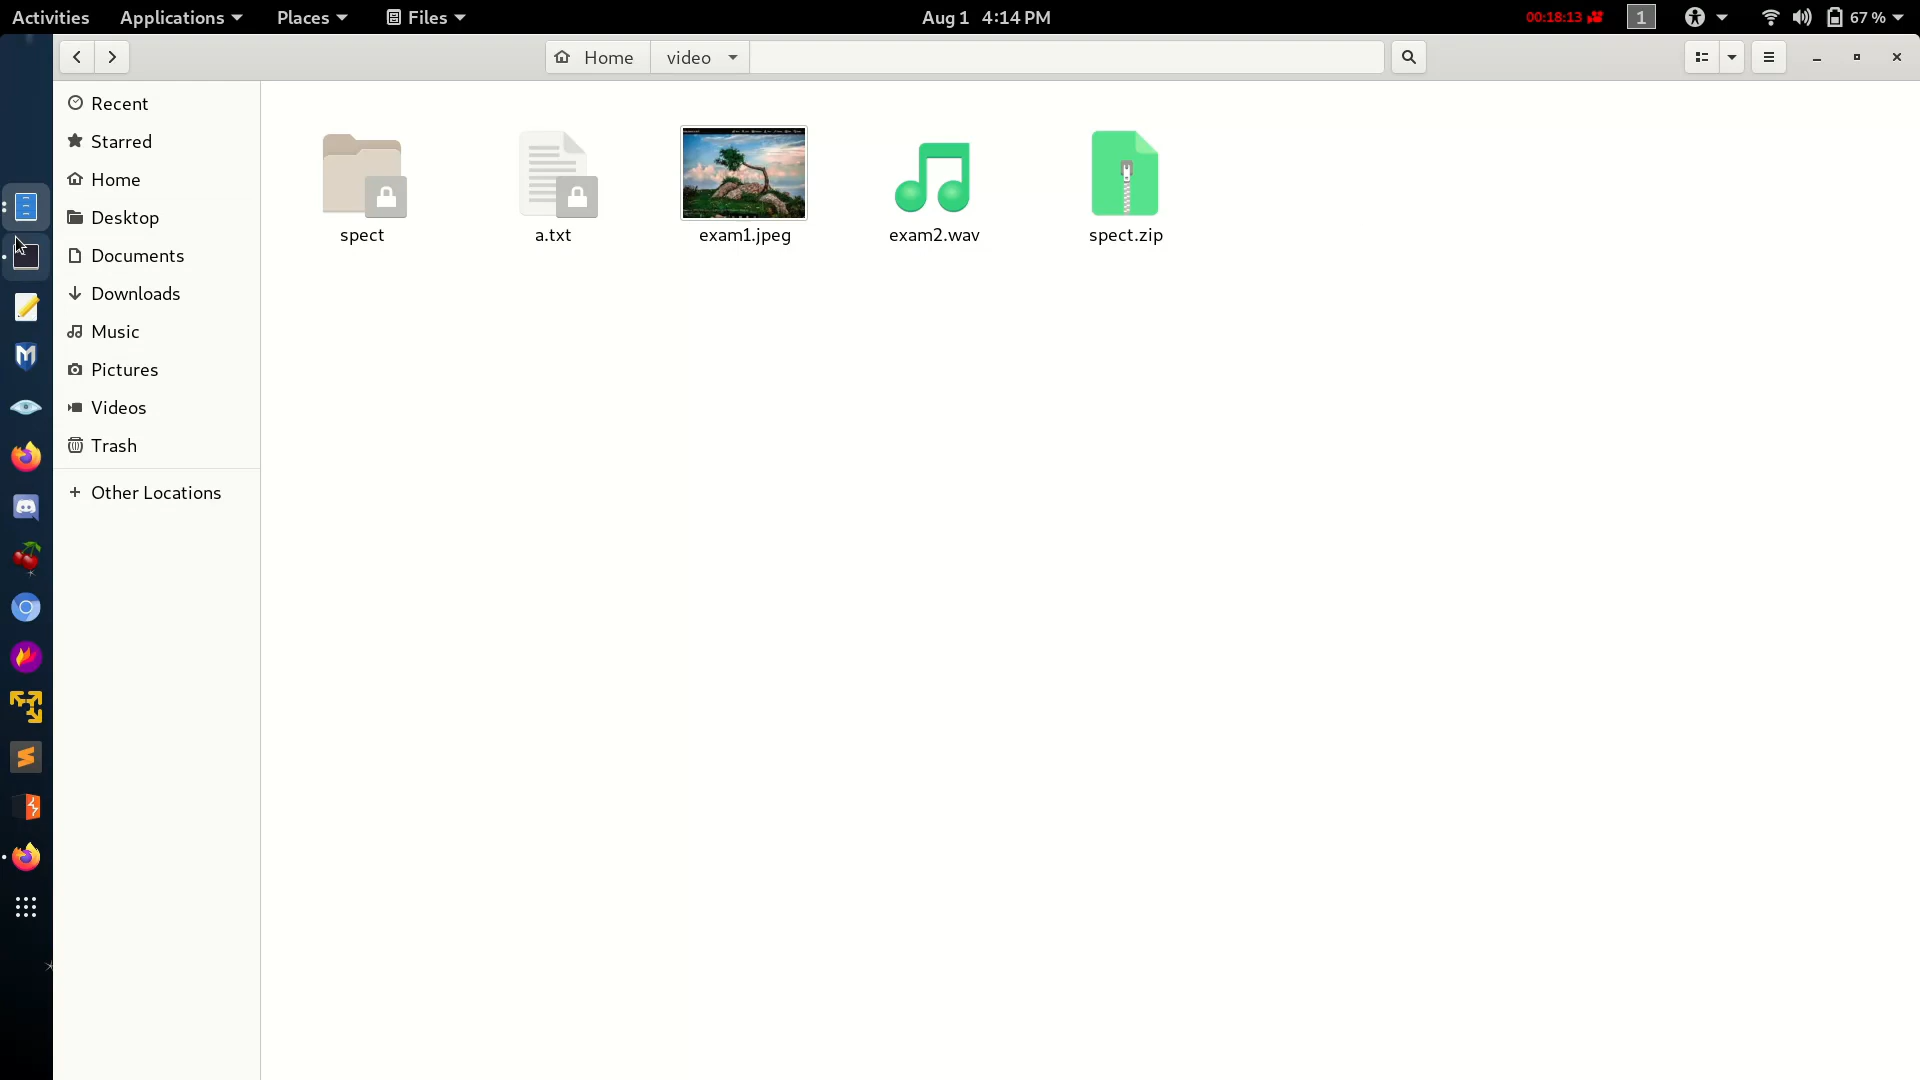 Activities Applications Places Files Aug 1 4:14 PM 00:18:13 1 67 %
Home video
Recent
Starred
Home
Desktop
Documents
Downloads
Music
Pictures
Videos
Trash
Other Locations
spect a.txt exam1.jpeg exam2.wav spect.zip